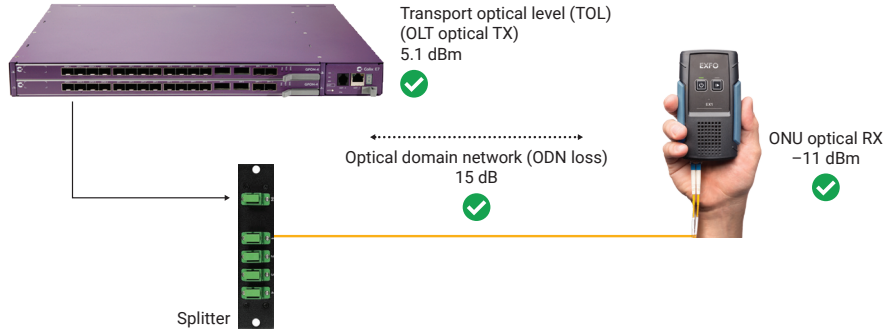 Transport optical level (TOL)
(OLT optical TX)
5.1 dBm
EXFO
EX1
Optical domain network (ODN loss)
15 dB
ONU optical RX
–11 dBm
Splitter